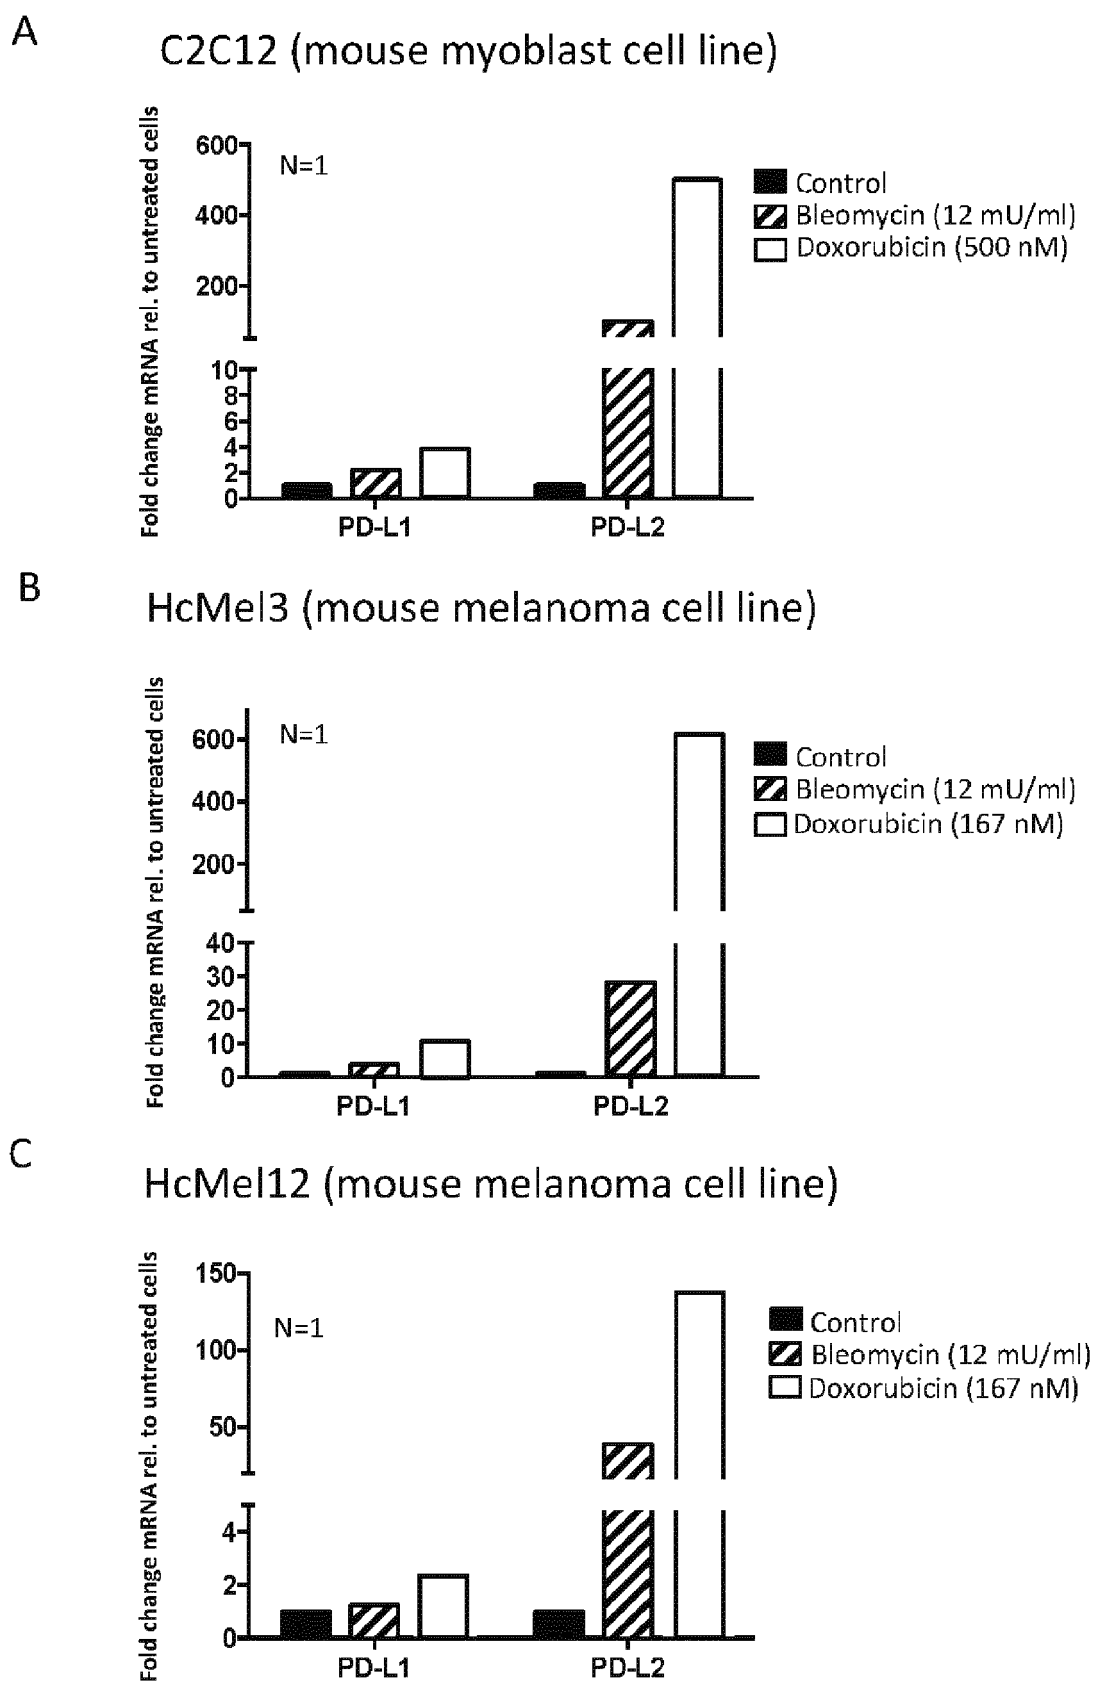 A
C2C12 (mouse myoblast cell line)
Fold change mRNA rel. to untreated cells
600
400
200
10
8
6
4
2
0
N=1
Control
Bleomycin (12 mU/ml)
Doxorubicin (500 nM)
PD-L1
PD-L2
B
HcMel3 (mouse melanoma cell line)
Fold change mRNA rel. to untreated cells
600
400
200
40
30
20
10
0
N=1
Control
Bleomycin (12 mU/ml)
Doxorubicin (167 nM)
PD-L1
PD-L2
C
HcMel12 (mouse melanoma cell line)
Fold change mRNA rel. to untreated cells
150
100
50
4
2
0
N=1
Control
Bleomycin (12 mU/ml)
Doxorubicin (167 nM)
PD-L1
PD-L2